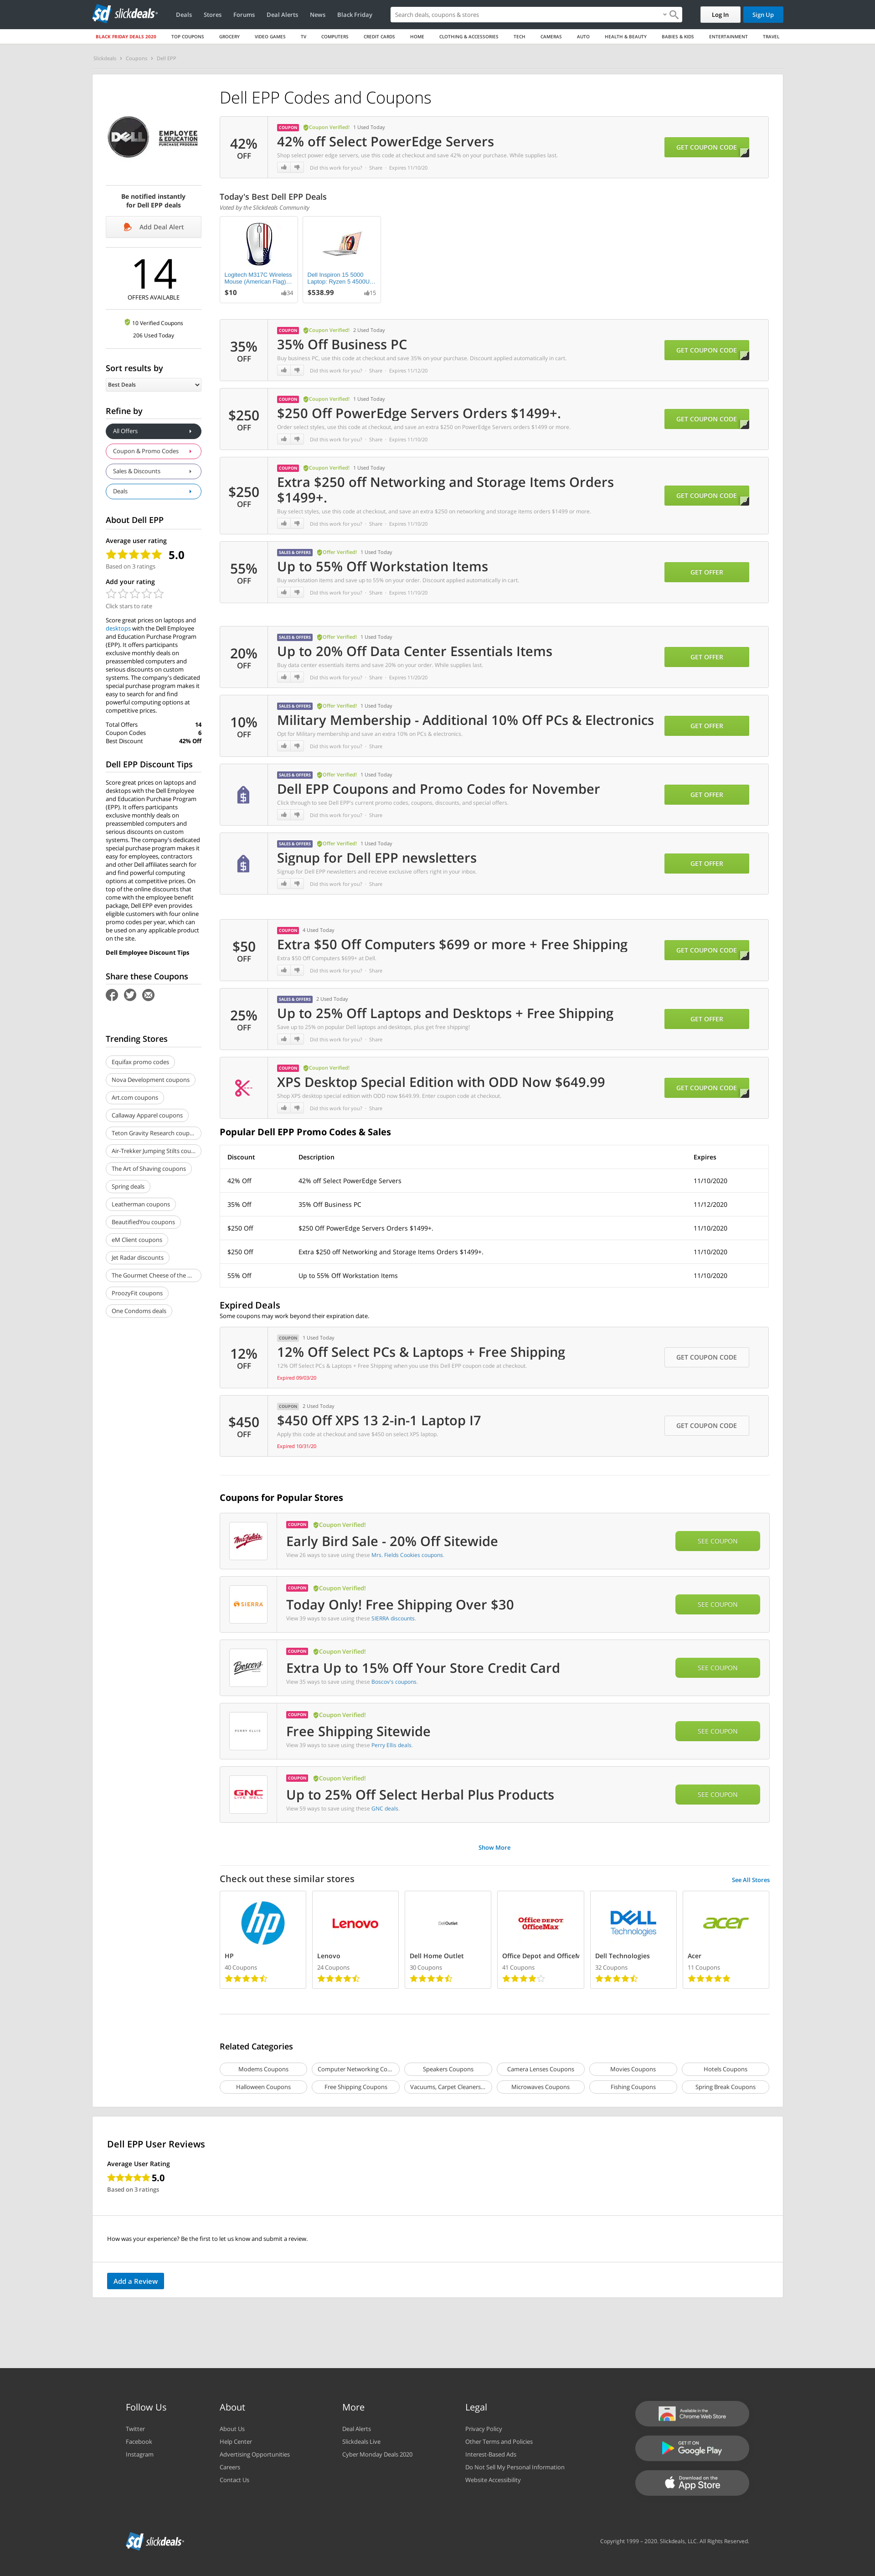 sd slickdeals
Deals Stores Forums Deal Alerts News Black Friday
Search deals, coupons & stores
Log In Sign Up
BLACK FRIDAY DEALS 2020 TOP COUPONS GROCERY VIDEO GAMES TV COMPUTERS CREDIT CARDS HOME CLOTHING & ACCESSORIES TECH CAMERAS AUTO HEALTH & BEAUTY BABIES & KIDS ENTERTAINMENT TRAVEL
Slickdeals Coupons Dell EPP
DELL
EMPLOYEE
& EDUCATION
PURCHASE PROGRAM
Be notified instantly
for Dell EPP deals
Add Deal Alert
14
OFFERS AVAILABLE
10 Verified Coupons
206 Used Today
Sort results by
Best Deals
Refine by
All Offers
Coupon & Promo Codes
Sales & Discounts
Deals
About Dell EPP
Average user rating
5.0
Based on 3 ratings
Add your rating
Click stars to rate
Score great prices on laptops and
desktops with the Dell Employee
and Education Purchase Program
(EPP). It offers participants
exclusive monthly deals on
preassembled computers and
serious discounts on custom
systems. The company's dedicated
special purchase program makes it
easy to search for and find
powerful computing options at
competitive prices.
Total Offers 14
Coupon Codes 6
Best Discount 42% Off
Dell EPP Discount Tips
Score great prices on laptops and
desktops with the Dell Employee
and Education Purchase Program
(EPP). It offers participants
exclusive monthly deals on
preassembled computers and
serious discounts on custom
systems. The company's dedicated
special purchase program makes it
easy for employees, contractors
and other Dell affiliates search for
and find powerful computing
options at competitive prices. On
top of the online discounts that
come with the employee benefit
package, Dell EPP even provides
eligible customers with four online
promo codes per year, which can
be used on any applicable product
on the site.
Dell Employee Discount Tips
Share these Coupons
Trending Stores
Equifax promo codes
Nova Development coupons
Art.com coupons
Callaway Apparel coupons
Teton Gravity Research coup...
Air-Trekker Jumping Stilts cou...
The Art of Shaving coupons
Spring deals
Leatherman coupons
BeautifiedYou coupons
eM Client coupons
Jet Radar discounts
The Gourmet Cheese of the ...
ProozyFit coupons
One Condoms deals
Dell EPP Codes and Coupons
42%
OFF
COUPON Coupon Verified! 1 Used Today
42% off Select PowerEdge Servers
Shop select power edge servers, use this code at checkout and save 42% on your purchase. While supplies last.
Did this work for you? · Share · Expires 11/10/20
GET COUPON CODE
Today's Best Dell EPP Deals
Voted by the Slickdeals Community
Logitech M317C Wireless
Mouse (American Flag)...
$10 34
Dell Inspiron 15 5000
Laptop: Ryzen 5 4500U...
$538.99 15
35%
OFF
COUPON Coupon Verified! 2 Used Today
35% Off Business PC
Buy business PC, use this code at checkout and save 35% on your purchase. Discount applied automatically in cart.
Did this work for you? · Share · Expires 11/12/20
GET COUPON CODE
$250
OFF
COUPON Coupon Verified! 1 Used Today
$250 Off PowerEdge Servers Orders $1499+.
Order select styles, use this code at checkout, and save an extra $250 on PowerEdge Servers orders $1499 or more.
Did this work for you? · Share · Expires 11/10/20
GET COUPON CODE
$250
OFF
COUPON Coupon Verified! 1 Used Today
Extra $250 off Networking and Storage Items Orders
$1499+.
Buy select styles, use this code at checkout, and save an extra $250 on networking and storage items orders $1499 or more.
Did this work for you? · Share · Expires 11/10/20
GET COUPON CODE
55%
OFF
SALES & OFFERS Offer Verified! 1 Used Today
Up to 55% Off Workstation Items
Buy workstation items and save up to 55% on your order. Discount applied automatically in cart.
Did this work for you? · Share · Expires 11/10/20
GET OFFER
20%
OFF
SALES & OFFERS Offer Verified! 1 Used Today
Up to 20% Off Data Center Essentials Items
Buy data center essentials items and save 20% on your order. While supplies last.
Did this work for you? · Share · Expires 11/20/20
GET OFFER
10%
OFF
SALES & OFFERS Offer Verified! 1 Used Today
Military Membership - Additional 10% Off PCs & Electronics
Opt for Military membership and save an extra 10% on PCs & electronics.
Did this work for you? · Share
GET OFFER
SALES & OFFERS Offer Verified! 1 Used Today
Dell EPP Coupons and Promo Codes for November
Click through to see Dell EPP's current promo codes, coupons, discounts, and special offers.
Did this work for you? · Share
GET OFFER
SALES & OFFERS Offer Verified! 1 Used Today
Signup for Dell EPP newsletters
Signup for Dell EPP newsletters and receive exclusive offers right in your inbox.
Did this work for you? · Share
GET OFFER
$50
OFF
COUPON 4 Used Today
Extra $50 Off Computers $699 or more + Free Shipping
Extra $50 Off Computers $699+ at Dell.
Did this work for you? · Share
GET COUPON CODE
25%
OFF
SALES & OFFERS 2 Used Today
Up to 25% Off Laptops and Desktops + Free Shipping
Save up to 25% on popular Dell laptops and desktops, plus get free shipping!
Did this work for you? · Share
GET OFFER
COUPON Coupon Verified!
XPS Desktop Special Edition with ODD Now $649.99
Shop XPS desktop special edition with ODD now $649.99. Enter coupon code at checkout.
Did this work for you? · Share
GET COUPON CODE
Popular Dell EPP Promo Codes & Sales
Discount Description Expires
42% Off 42% off Select PowerEdge Servers 11/10/2020
35% Off 35% Off Business PC 11/12/2020
$250 Off $250 Off PowerEdge Servers Orders $1499+. 11/10/2020
$250 Off Extra $250 off Networking and Storage Items Orders $1499+. 11/10/2020
55% Off Up to 55% Off Workstation Items 11/10/2020
Expired Deals
Some coupons may work beyond their expiration date.
12%
OFF
COUPON 1 Used Today
12% Off Select PCs & Laptops + Free Shipping
12% Off Select PCs & Laptops + Free Shipping when you use this Dell EPP coupon code at checkout.
Expired 09/03/20
GET COUPON CODE
$450
OFF
COUPON 2 Used Today
$450 Off XPS 13 2-in-1 Laptop I7
Apply this code at checkout and save $450 on select XPS laptop.
Expired 10/31/20
GET COUPON CODE
Coupons for Popular Stores
Mrs. Fields
COUPON Coupon Verified!
Early Bird Sale - 20% Off Sitewide
View 26 ways to save using these Mrs. Fields Cookies coupons.
SEE COUPON
SIERRA
COUPON Coupon Verified!
Today Only! Free Shipping Over $30
View 39 ways to save using these SIERRA discounts.
SEE COUPON
Boscov's
COUPON Coupon Verified!
Extra Up to 15% Off Your Store Credit Card
View 35 ways to save using these Boscov's coupons.
SEE COUPON
PERRY ELLIS
COUPON Coupon Verified!
Free Shipping Sitewide
View 39 ways to save using these Perry Ellis deals.
SEE COUPON
GNC
LIVE WELL
COUPON Coupon Verified!
Up to 25% Off Select Herbal Plus Products
View 59 ways to save using these GNC deals.
SEE COUPON
Show More
Check out these similar stores See All Stores
hp
HP
40 Coupons
Lenovo
Lenovo
24 Coupons
Dell Outlet
Dell Home Outlet
30 Coupons
Office DEPOT
OfficeMax
Office Depot and OfficeM
41 Coupons
DELL
Technologies
Dell Technologies
32 Coupons
acer
Acer
11 Coupons
Related Categories
Modems Coupons Computer Networking Co... Speakers Coupons Camera Lenses Coupons Movies Coupons Hotels Coupons
Halloween Coupons Free Shipping Coupons Vacuums, Carpet Cleaners... Microwaves Coupons Fishing Coupons Spring Break Coupons
Dell EPP User Reviews
Average User Rating
5.0
Based on 3 ratings
How was your experience? Be the first to let us know and submit a review.
Add a Review
Follow Us
Twitter
Facebook
Instagram
About
About Us
Help Center
Advertising Opportunities
Careers
Contact Us
More
Deal Alerts
Slickdeals Live
Cyber Monday Deals 2020
Legal
Privacy Policy
Other Terms and Policies
Interest-Based Ads
Do Not Sell My Personal Information
Website Accessibility
Available in the
Chrome Web Store
GET IT ON
Google Play
Download on the
App Store
sd slickdeals
Copyright 1999 – 2020. Slickdeals, LLC. All Rights Reserved.